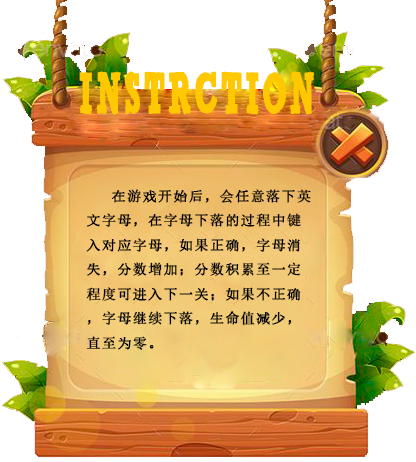 INSTRCTION
在游戏开始后，会任意落下英
文字母，在字母下落的过程中键
入对应字母，如果正确，字母消
失，分数增加；分数积累至一定
程度可进入下一关；如果不正确
，字母继续下落，生命值减少，
直至为零。